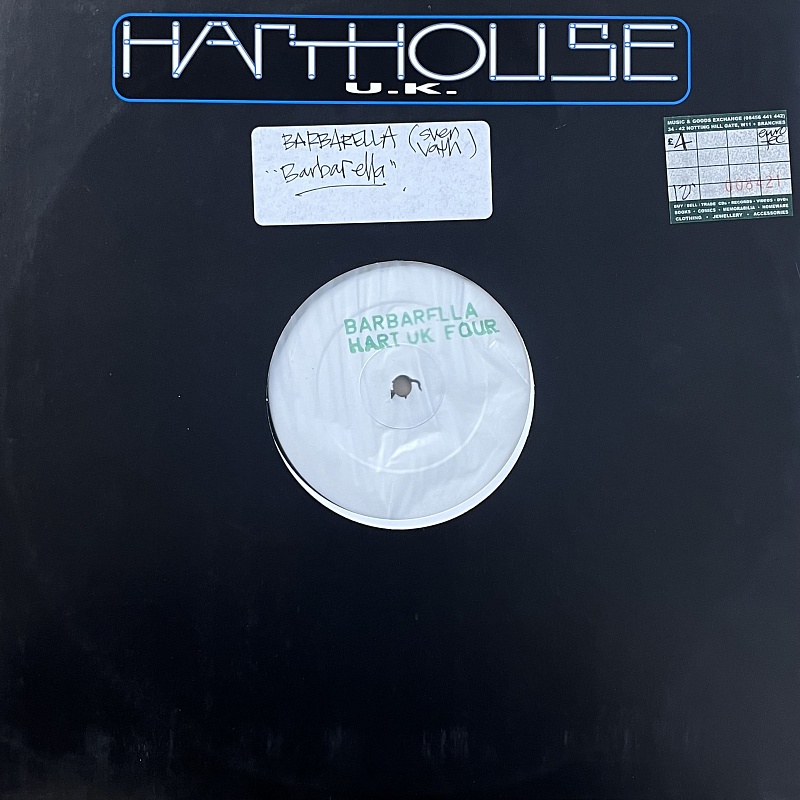 HARTHOUSE
U.K.
BARBARELLA (Sven Vath)
"Barbarella".
MUSIC & GOODS EXCHANGE (08456 441 442)
34 - 42 NOTTING HILL GATE, W11 + BRANCHES
£4
12"
008421
BUY / SELL / TRADE CDs • RECORDS • VIDEOS • DVDs
BOOKS • COMICS • MEMORABILIA • HOMEWARE
CLOTHING • JEWELLERY • ACCESSORIES
BARBARELLA
HART UK FOUR